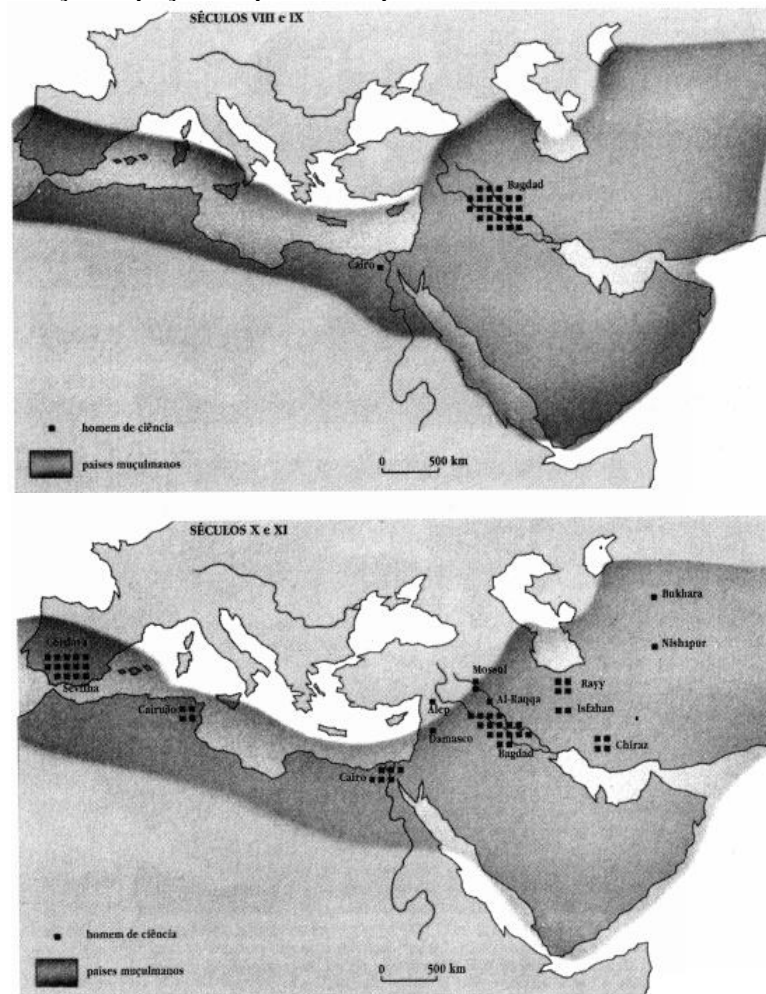 SÉCULOS VIII e IX
Bagdad
Cairo
homem de ciência
países muçulmanos
0 500 km
SÉCULOS X e XI
Bukhara
Córdova
Nishapur
Mossul
Rayy
Sevilha
Al-Raqqa
Cairuão
Alep
Isfahan
Damasco
Chiraz
Bagdad
Cairo
homem de ciência
países muçulmanos
0 500 km